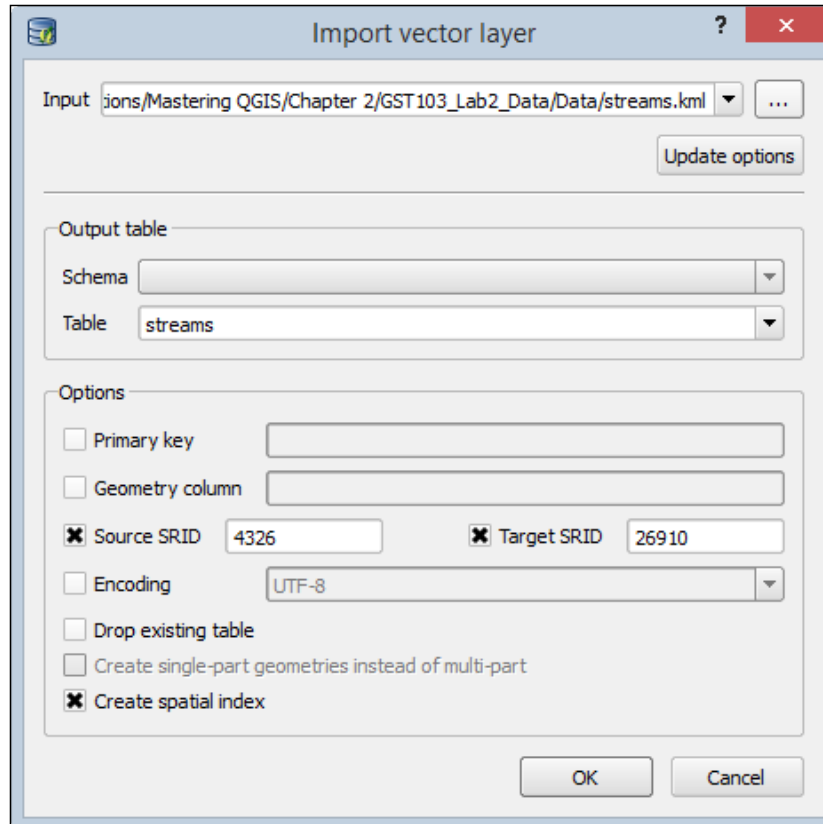 Import vector layer
?
×
Input tions/Mastering QGIS/Chapter 2/GST103_Lab2_Data/Data/streams.kml ...
Update options
Output table
Schema
Table streams
Options
Primary key
Geometry column
Source SRID 4326 Target SRID 26910
Encoding UTF-8
Drop existing table
Create single-part geometries instead of multi-part
Create spatial index
OK Cancel